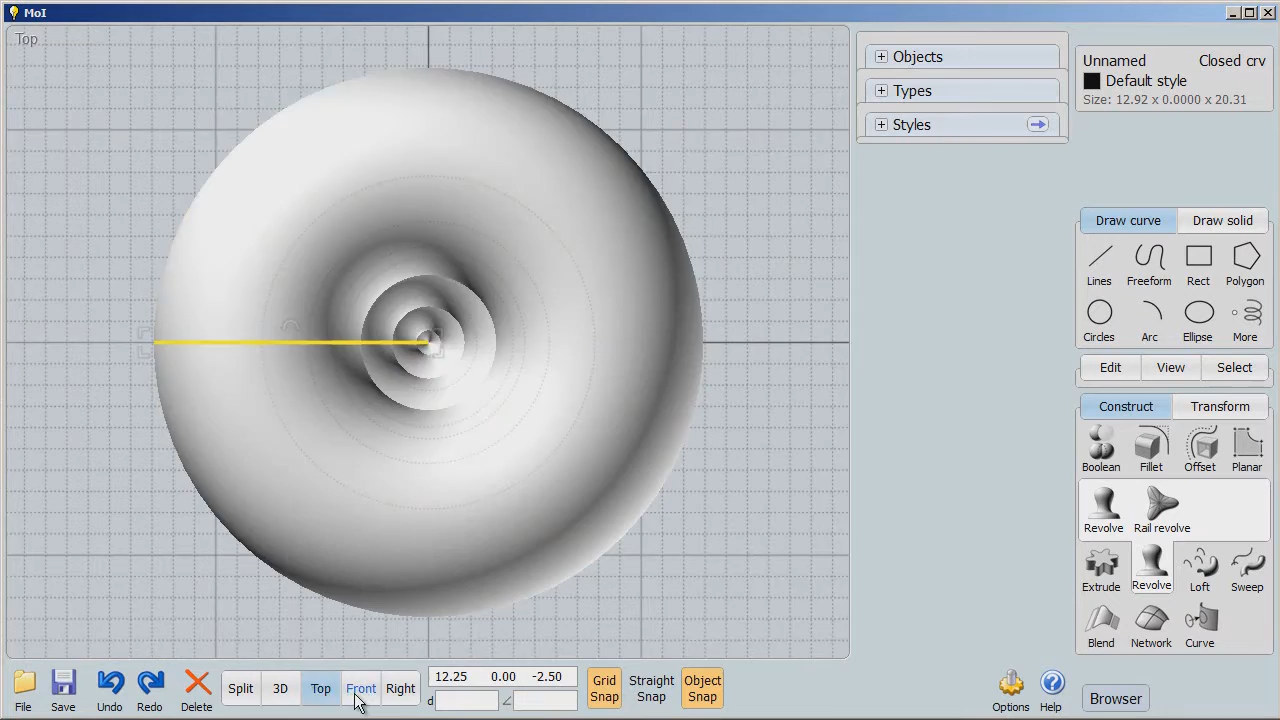 MoI
Top
Objects
Types
Styles
Unnamed Closed crv
Default style
Size: 12.92 x 0.0000 x 20.31
Draw curve Draw solid
Lines Freeform Rect Polygon
Circles Arc Ellipse More
Edit View Select
Construct Transform
Boolean Fillet Offset Planar
Revolve Rail revolve
Extrude Revolve Loft Sweep
Blend Network Curve
File Save Undo Redo Delete
Split 3D Top Front Right
12.25 0.00 -2.50
d
Grid Snap
Straight Snap
Object Snap
Options Help
Browser